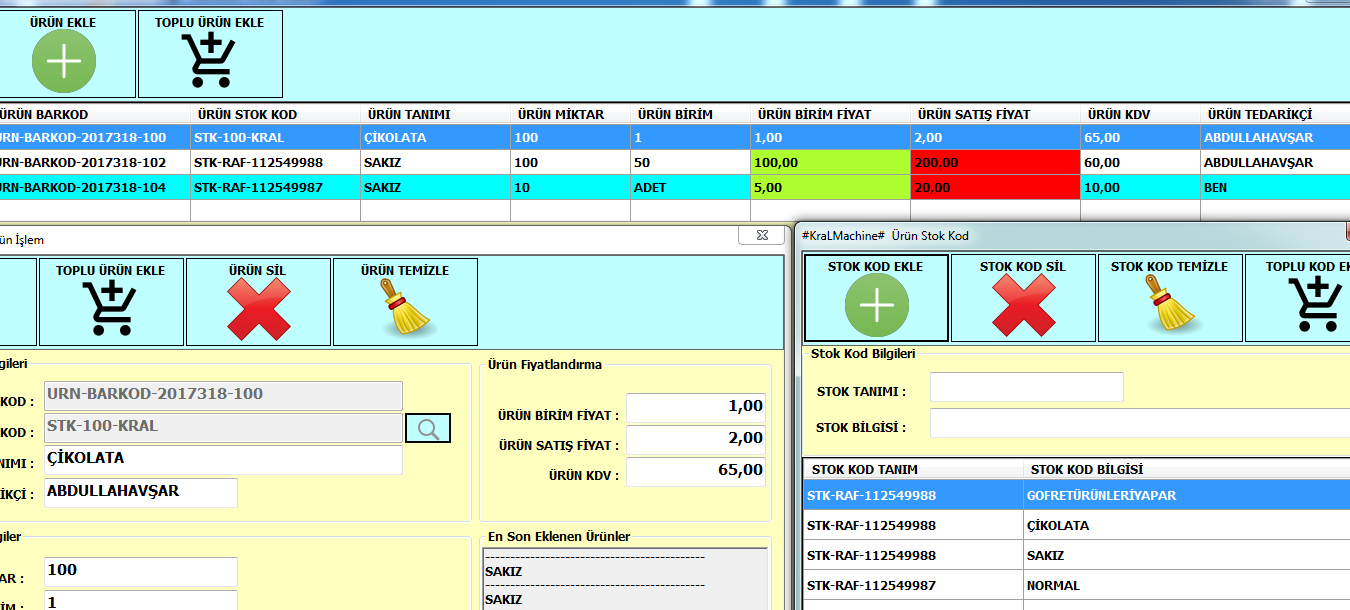 ÜRÜN EKLE TOPLU ÜRÜN EKLE
ÜRÜN BARKOD ÜRÜN STOK KOD ÜRÜN TANIMI ÜRÜN MİKTAR ÜRÜN BİRİM ÜRÜN BİRİM FİYAT ÜRÜN SATIŞ FİYAT ÜRÜN KDV ÜRÜN TEDARİKÇİ
URN-BARKOD-2017318-100 STK-100-KRAL ÇİKOLATA 100 1 1,00 2,00 65,00 ABDULLAHAVŞAR
URN-BARKOD-2017318-102 STK-RAF-112549988 SAKIZ 100 50 100,00 200,00 60,00 ABDULLAHAVŞAR
URN-BARKOD-2017318-104 STK-RAF-112549987 SAKIZ 10 ADET 5,00 20,00 10,00 BEN
ün İşlem
TOPLU ÜRÜN EKLE ÜRÜN SİL ÜRÜN TEMİZLE
gileri
KOD : URN-BARKOD-2017318-100
KOD : STK-100-KRAL
NIMI : ÇİKOLATA
İKÇİ : ABDULLAHAVŞAR
Ürün Fiyatlandırma
ÜRÜN BİRİM FİYAT : 1,00
ÜRÜN SATIŞ FİYAT : 2,00
ÜRÜN KDV : 65,00
giler
AR : 100
İM : 1
En Son Eklenen Ürünler
--------------------------------------------
SAKIZ
--------------------------------------------
SAKIZ
#KraLMachine# Ürün Stok Kod
STOK KOD EKLE STOK KOD SİL STOK KOD TEMİZLE TOPLU KOD EK
Stok Kod Bilgileri
STOK TANIMI :
STOK BİLGİSİ :
STOK KOD TANIM STOK KOD BİLGİSİ
STK-RAF-112549988 GOFRETÜRÜNLERİYAPAR
STK-RAF-112549988 ÇİKOLATA
STK-RAF-112549988 SAKIZ
STK-RAF-112549987 NORMAL